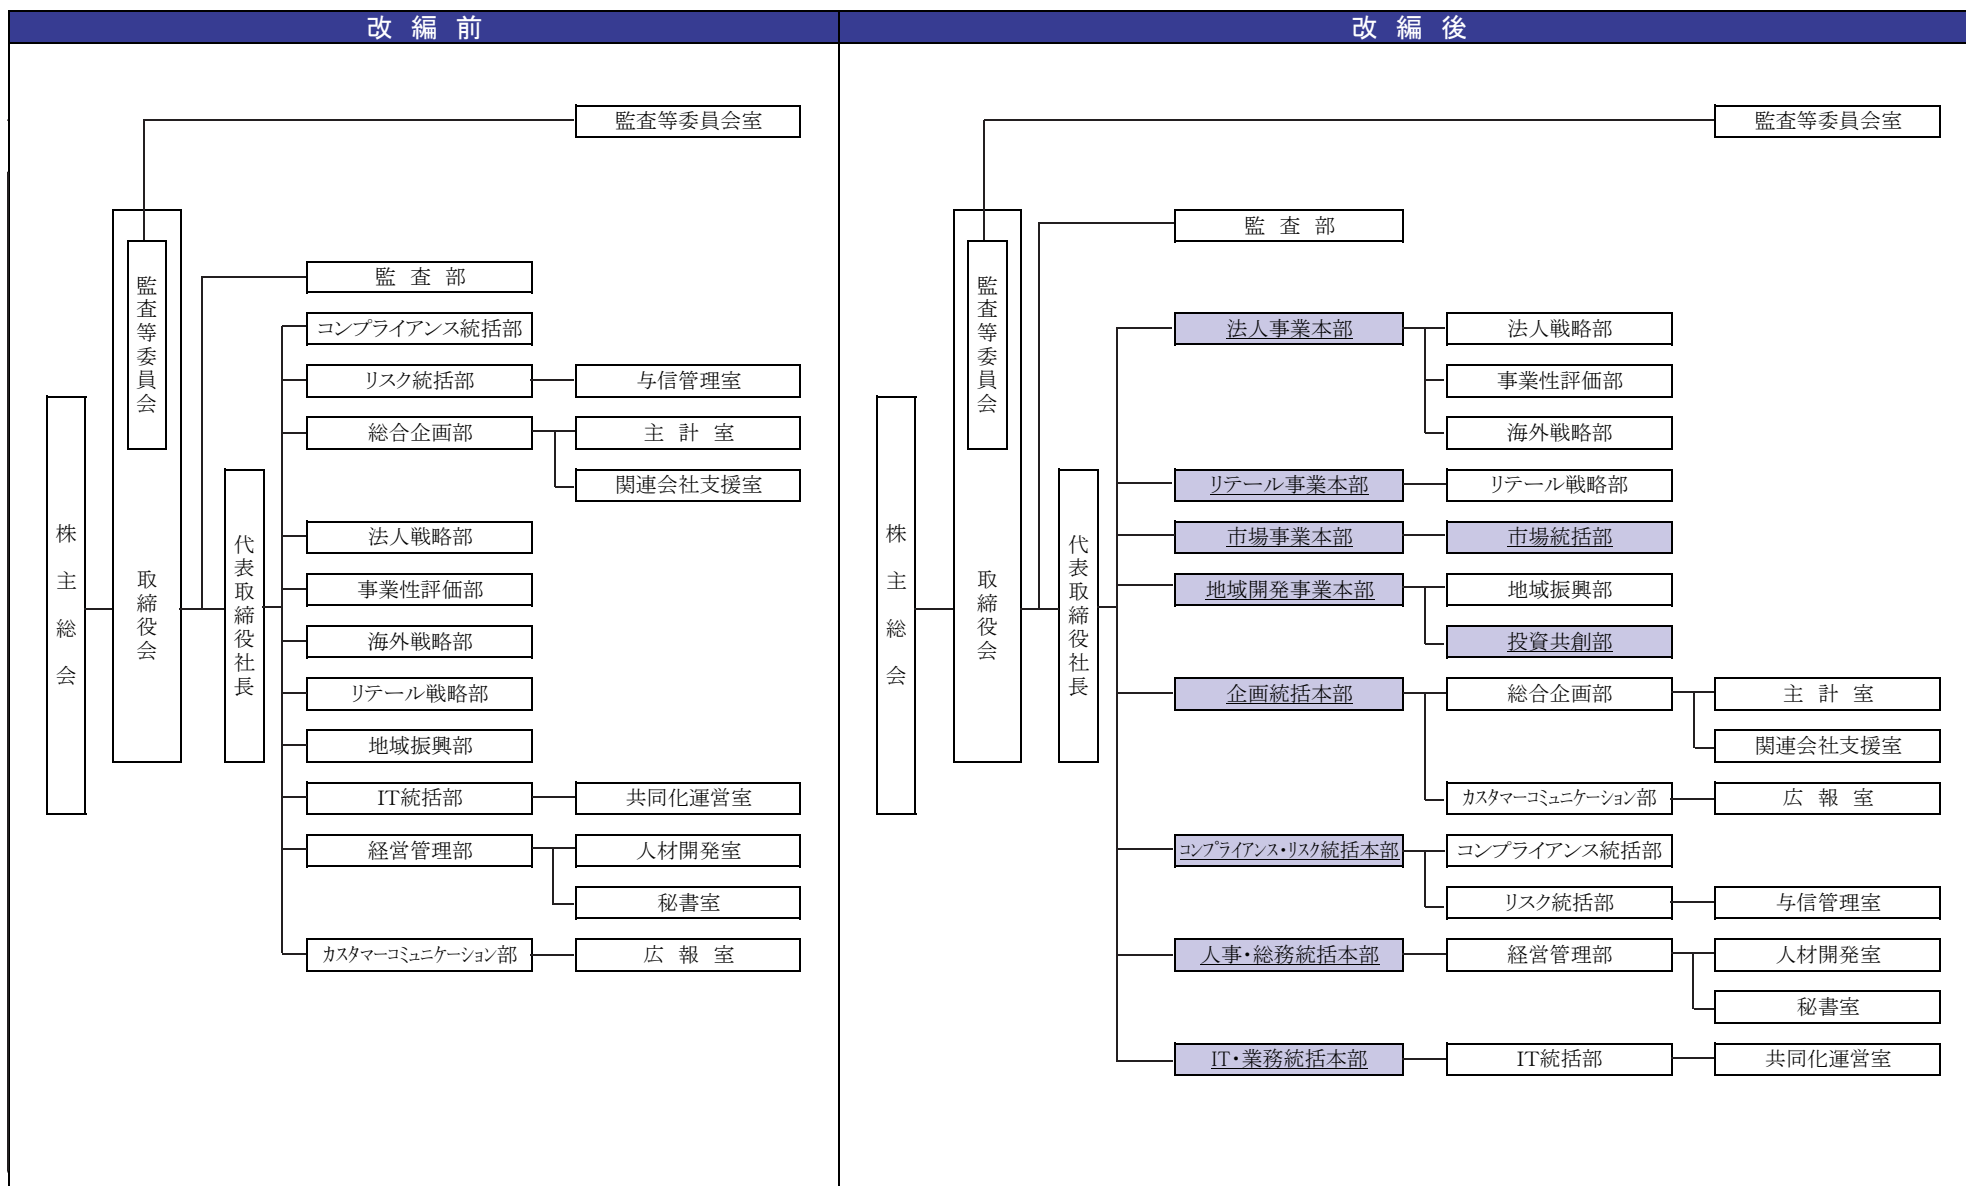 改 編 前
監査等委員会室
監査等委員会
監 査 部
コンプライアンス統括部
リスク統括部
与信管理室
総合企画部
主 計 室
関連会社支援室
株主総会
取締役会
代表取締役社長
法人戦略部
事業性評価部
海外戦略部
リテール戦略部
地域振興部
IT統括部
共同化運営室
経営管理部
人材開発室
秘書室
カスタマーコミュニケーション部
広 報 室
改 編 後
監査等委員会室
監査等委員会
監 査 部
株主総会
取締役会
代表取締役社長
法人事業本部
法人戦略部
事業性評価部
海外戦略部
リテール事業本部
リテール戦略部
市場事業本部
市場統括部
地域開発事業本部
地域振興部
投資共創部
企画統括本部
総合企画部
主 計 室
関連会社支援室
カスタマーコミュニケーション部
広 報 室
コンプライアンス・リスク統括本部
コンプライアンス統括部
リスク統括部
与信管理室
人事・総務統括本部
経営管理部
人材開発室
秘書室
IT・業務統括本部
IT統括部
共同化運営室